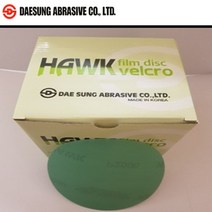 DAESUNG ABRASIVE CO., LTD.
HAWK film disc
velcro
DAE SUNG ABRASIVE CO.,LTD.
MADE IN KOREA